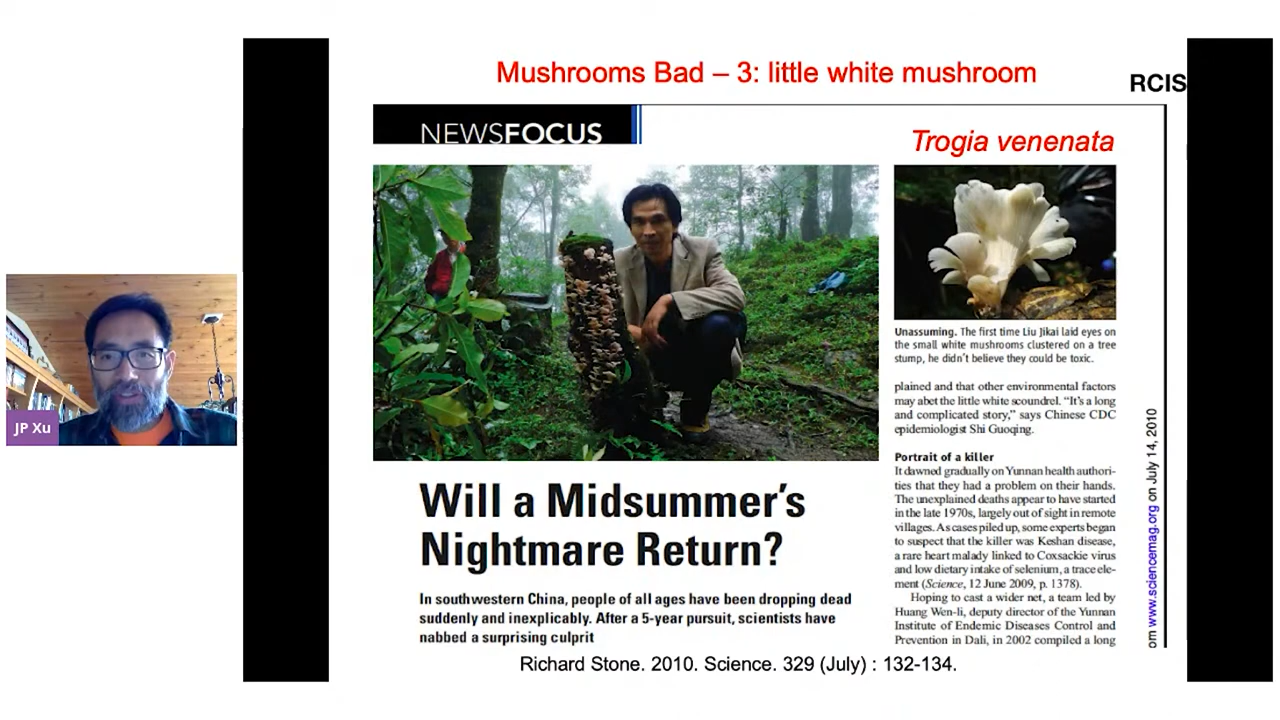 Mushrooms Bad – 3: little white mushroom
RCIS
NEWSFOCUS
Trogia venenata
Unassuming. The first time Liu Jikai laid eyes on
the small white mushrooms clustered on a tree
stump, he didn't believe they could be toxic.
plained and that other environmental factors
may abet the little white scoundrel. “It's a long
and complicated story,” says Chinese CDC
epidemiologist Shi Guoqing.
Portrait of a killer
It dawned gradually on Yunnan health authori-
ties that they had a problem on their hands.
The unexplained deaths appear to have started
in the late 1970s, largely out of sight in remote
villages. As cases piled up, some experts began
to suspect that the killer was Keshan disease,
a rare heart malady linked to Coxsackie virus
and low dietary intake of selenium, a trace ele-
ment (Science, 12 June 2009, p. 1378).
Hoping to cast a wider net, a team led by
Huang Wen-li, deputy director of the Yunnan
Institute of Endemic Diseases Control and
Prevention in Dali, in 2002 compiled a long
om www.sciencemag.org on July 14, 2010
Will a Midsummer's
Nightmare Return?
In southwestern China, people of all ages have been dropping dead
suddenly and inexplicably. After a 5-year pursuit, scientists have
nabbed a surprising culprit
Richard Stone. 2010. Science. 329 (July) : 132-134.
JP Xu